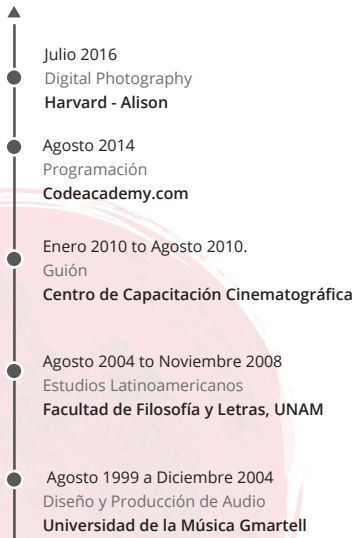 Julio 2016
Digital Photography
Harvard - Alison
Agosto 2014
Programación
Codeacademy.com
Enero 2010 to Agosto 2010.
Guión
Centro de Capacitación Cinematográfica
Agosto 2004 to Noviembre 2008
Estudios Latinoamericanos
Facultad de Filosofía y Letras, UNAM
Agosto 1999 a Diciembre 2004
Diseño y Producción de Audio
Universidad de la Música Gmartell